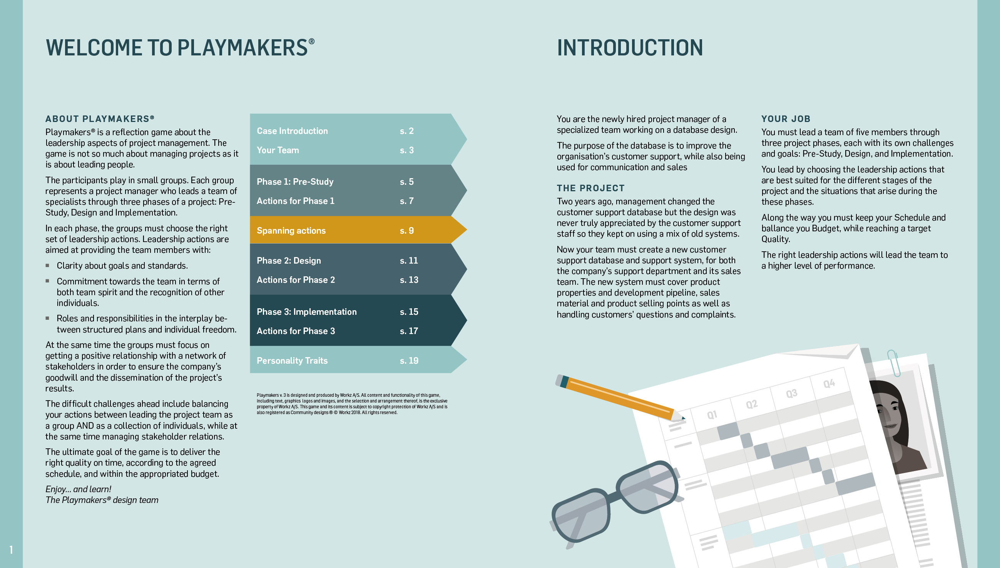 WELCOME TO PLAYMAKERS®
ABOUT PLAYMAKERS®
Playmakers® is a reflection game about the
leadership aspects of project management. The
game is not so much about managing projects as it
is about leading people.
The participants play in small groups. Each group
represents a project manager who leads a team of
specialists through three phases of a project: Pre-
Study, Design and Implementation.
In each phase, the groups must choose the right
set of leadership actions. Leadership actions are
aimed at providing the team members with:
■ Clarity about goals and standards.
■ Commitment towards the team in terms of
both team spirit and the recognition of other
individuals.
■ Roles and responsibilities in the interplay be-
tween structured plans and individual freedom.
At the same time the groups must focus on
getting a positive relationship with a network of
stakeholders in order to ensure the company's
goodwill and the dissemination of the project's
results.
The difficult challenges ahead include balancing
your actions between leading the project team as
a group AND as a collection of individuals, while at
the same time managing stakeholder relations.
The ultimate goal of the game is to deliver the
right quality on time, according to the agreed
schedule, and within the appropriated budget.
Enjoy... and learn!
The Playmakers® design team
Case Introduction s. 2
Your Team s. 3
Phase 1: Pre-Study s. 5
Actions for Phase 1 s. 7
Spanning actions s. 9
Phase 2: Design s. 11
Actions for Phase 2 s. 13
Phase 3: Implementation s. 15
Actions for Phase 3 s. 17
Personality Traits s. 19
Playmakers v. 3 is designed and produced by Workz A/S. All content and functionality of this game,
including text, graphics logos and images, and the selection and arrangement thereof, is the exclusive
property of Workz A/S. This game and its content is subject to copyright protection of Workz A/S and is
also registered as Community designs ® © Workz 2018. All rights reserved.
1
INTRODUCTION
You are the newly hired project manager of a
specialized team working on a database design.
The purpose of the database is to improve the
organisation's customer support, while also being
used for communication and sales
THE PROJECT
Two years ago, management changed the
customer support database but the design was
never truly appreciated by the customer support
staff so they kept on using a mix of old systems.
Now your team must create a new customer
support database and support system, for both
the company's support department and its sales
team. The new system must cover product
properties and development pipeline, sales
material and product selling points as well as
handling customers' questions and complaints.
YOUR JOB
You must lead a team of five members through
three project phases, each with its own challenges
and goals: Pre-Study, Design, and Implementation.
You lead by choosing the leadership actions that
are best suited for the different stages of the
project and the situations that arise during the
these phases.
Along the way you must keep your Schedule and
ballance you Budget, while reaching a target
Quality.
The right leadership actions will lead the team to
a higher level of performance.
Q1 Q2 Q3 Q4